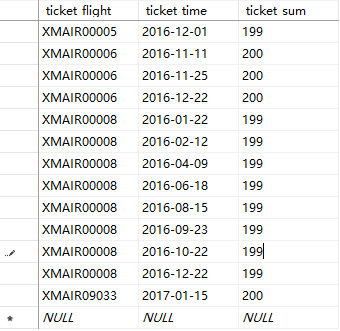 ticket flight ticket time ticket sum
XMAIR00005 2016-12-01 199
XMAIR00006 2016-11-11 200
XMAIR00006 2016-11-25 200
XMAIR00006 2016-12-22 200
XMAIR00008 2016-01-22 199
XMAIR00008 2016-02-12 199
XMAIR00008 2016-04-09 199
XMAIR00008 2016-06-18 199
XMAIR00008 2016-08-15 199
XMAIR00008 2016-09-23 199
XMAIR00008 2016-10-22 199
XMAIR00008 2016-12-22 199
XMAIR09033 2017-01-15 200
NULL NULL NULL